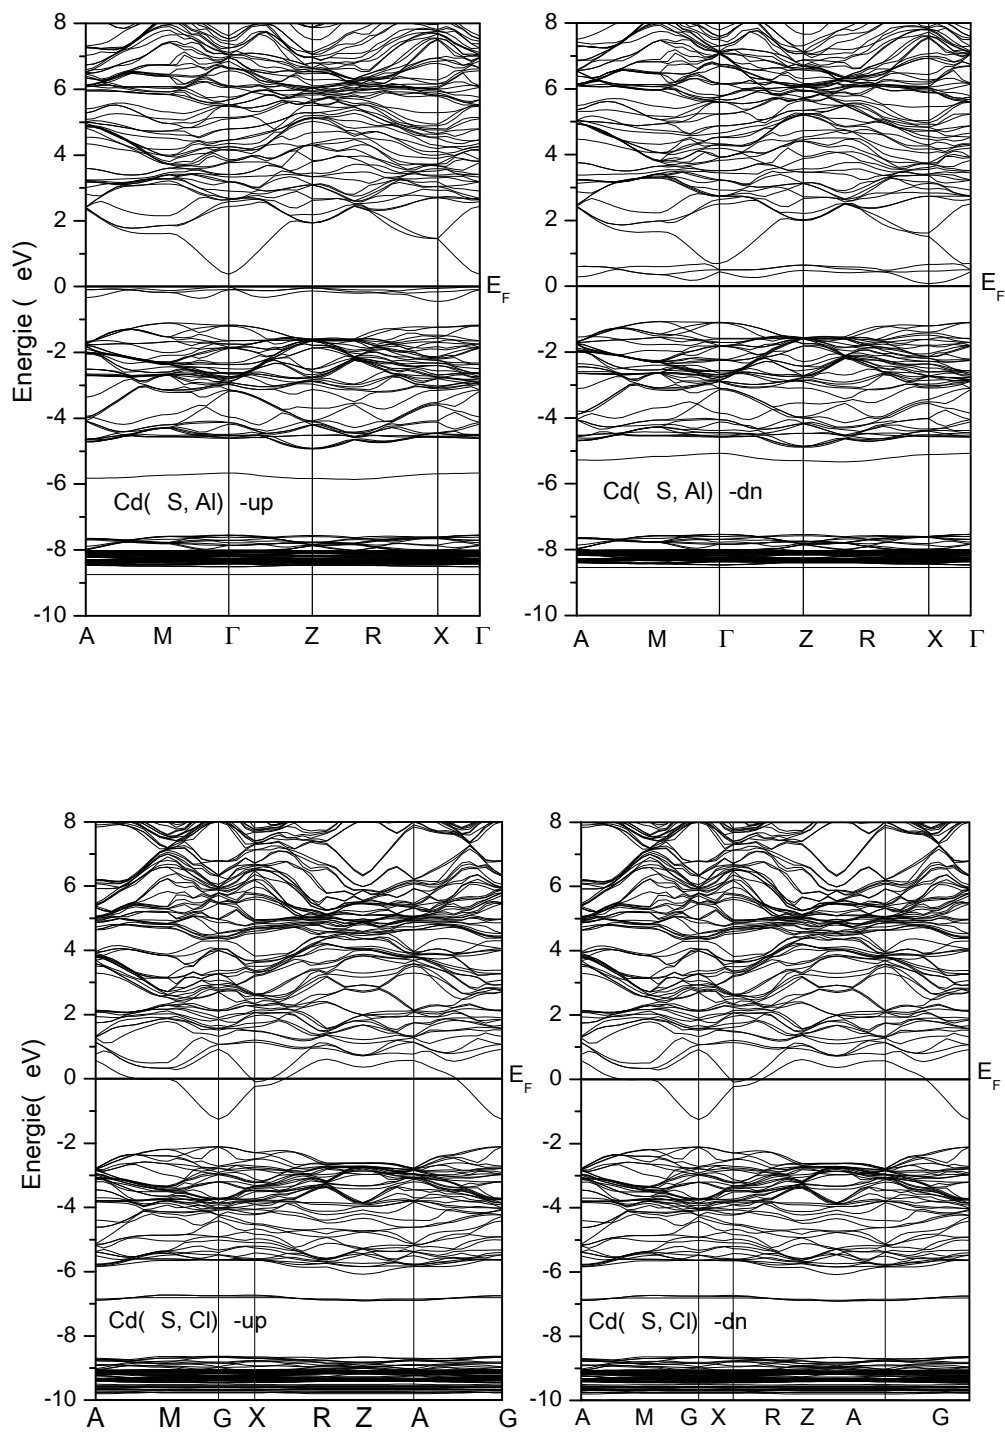 8
8
6
6
4
4
2
2
0
0
-2
-2
-4
-4
-6
-6
-8
-8
-10
-10
Energie ( eV)
E_F
E_F
Cd( S, Al) -up
Cd( S, Al) -dn
A M Γ Z R X Γ
A M Γ Z R X Γ
8
8
6
6
4
4
2
2
0
0
-2
-2
-4
-4
-6
-6
-8
-8
-10
-10
Energie( eV)
E_F
E_F
Cd( S, Cl) -up
Cd( S, Cl) -dn
A M G X R Z A G
A M G X R Z A G